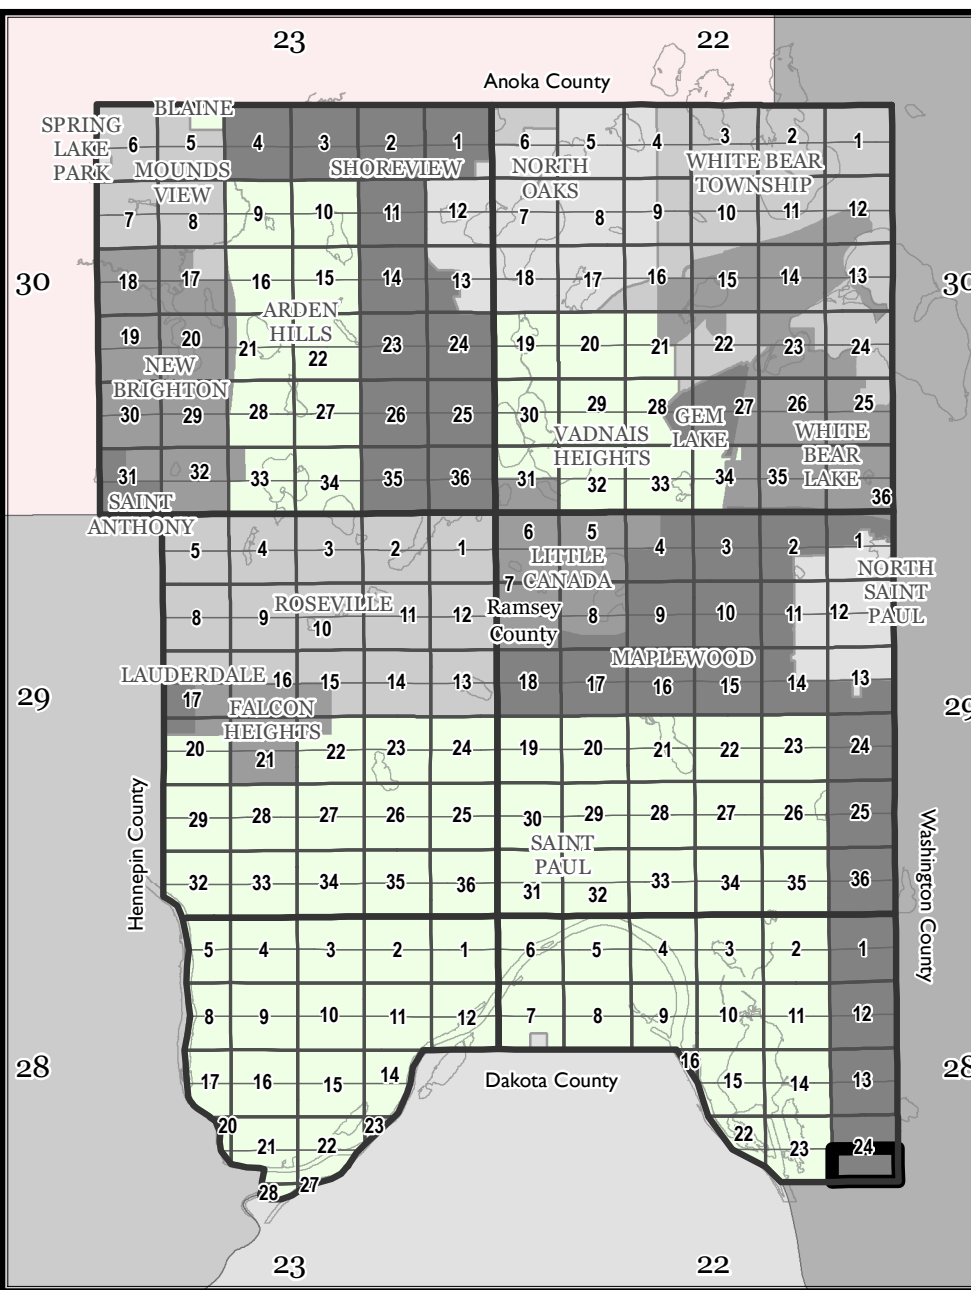 23 22
Anoka County
BLAINE
SPRING
LAKE
PARK
6 5 4 3 2 1 6 5 4 3 2 1
MOUNDS
VIEW
SHOREVIEW
NORTH
OAKS
WHITE BEAR
TOWNSHIP
7 8 9 10 11 12 7 8 9 10 11 12
30 18 17 16 15 14 13 18 17 16 15 14 13 30
ARDEN
HILLS
19 20 21 22 23 24 19 20 21 22 23 24
NEW
BRIGHTON
30 29 28 27 26 25 30 29 28 27 26 25
GEM
LAKE
VADNAIS
HEIGHTS
WHITE
BEAR
LAKE
31 32 33 34 35 36 31 32 33 34 35 36
SAINT
ANTHONY
5 4 3 2 1 6 5 4 3 2 1
LITTLE
CANADA
NORTH
SAINT
PAUL
ROSEVILLE
8 9 10 11 12 7 8 9 10 11 12
Ramsey
County
MAPLEWOOD
LAUDERDALE
29 17 16 15 14 13 18 17 16 15 14 13 29
FALCON
HEIGHTS
20 21 22 23 24 19 20 21 22 23 24
29 28 27 26 25 30 29 28 27 26 25
Hennepin County
Washington County
SAINT
PAUL
32 33 34 35 36 31 32 33 34 35 36
5 4 3 2 1 6 5 4 3 2 1
8 9 10 11 12 7 8 9 10 11 12
28 17 16 15 14 16 15 14 13 28
Dakota County
20 21 22 23 22 23 24
28 27
23 22